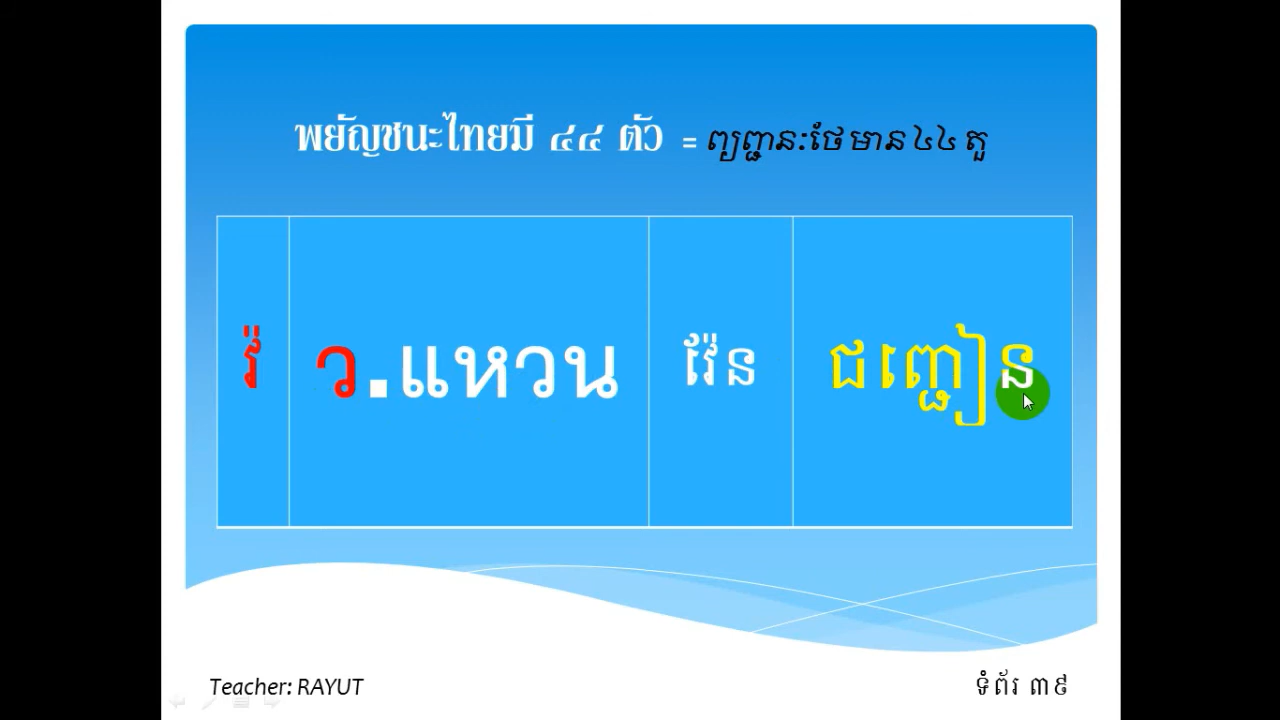 พยัญชนะไทยมี ๔๔ ตัว = ព្យញ្ជានៈថៃមាន ៤៤ តួ
វ៉ ว.แหวน វ៉ែន ជញ្ជៀន
Teacher: RAYUT ទំព័រ ៣៩